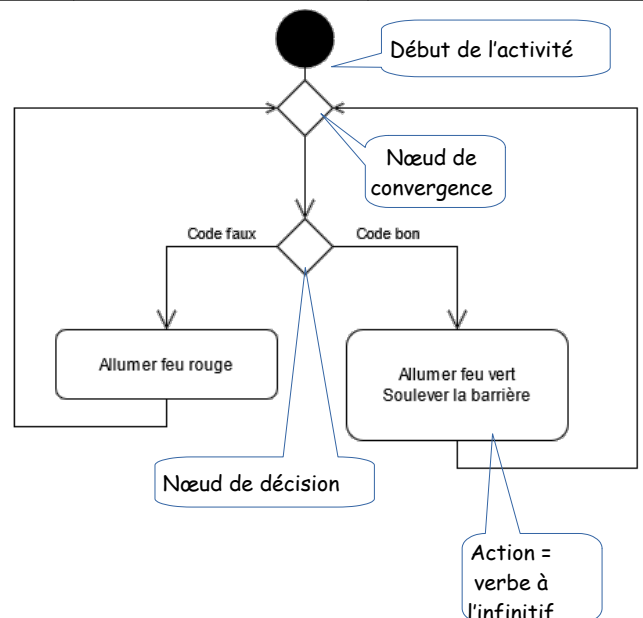 Début de l'activité
Nœud de
convergence
Code faux
Code bon
Allumer feu rouge
Allumer feu vert
Soulever la barrière
Nœud de décision
Action =
verbe à
l'infinitif